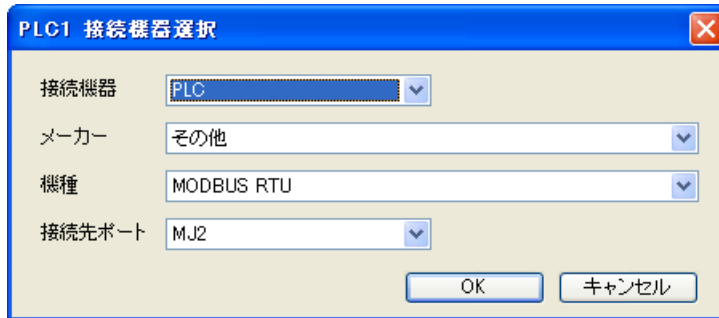 PLC1 接続機器選択
接続機器 PLC
メーカー その他
機種 MODBUS RTU
接続先ポート MJ2
OK キャンセル